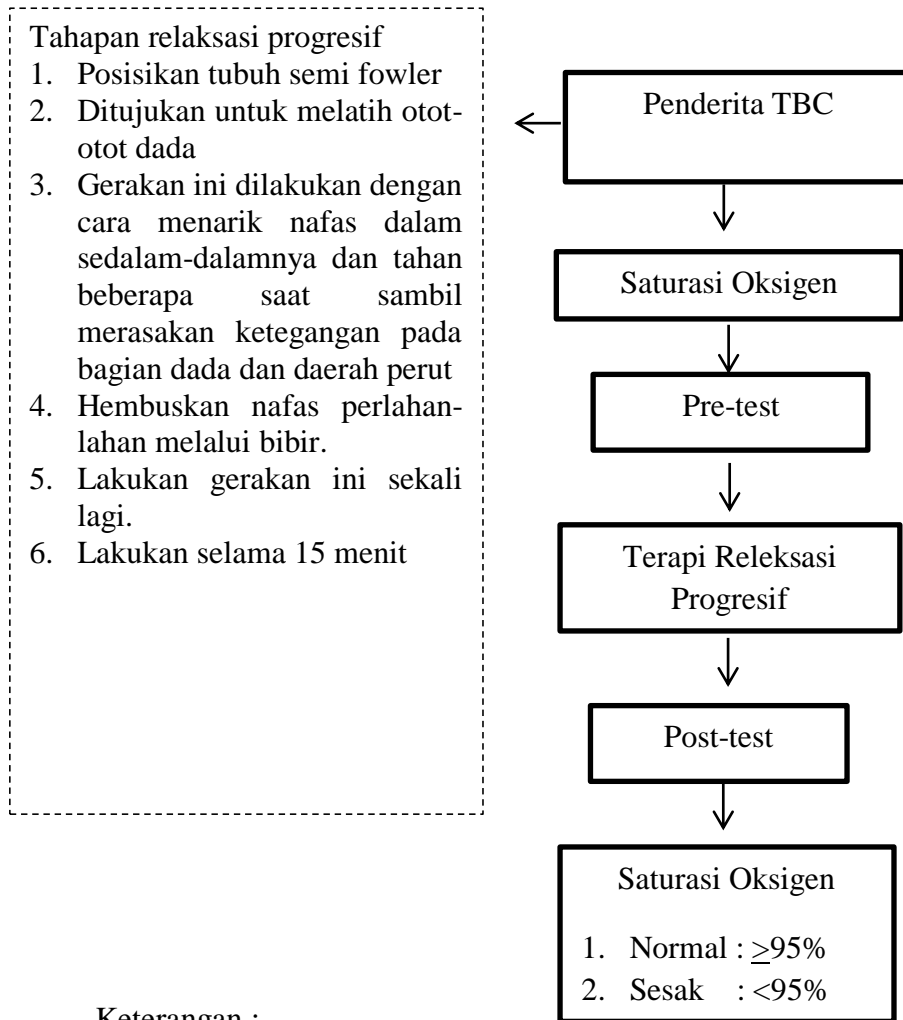 Tahapan relaksasi progresif
1. Posisikan tubuh semi fowler
2. Ditujukan untuk melatih otot-
otot dada
3. Gerakan ini dilakukan dengan
cara menarik nafas dalam
sedalam-dalamnya dan tahan
beberapa saat sambil
merasakan ketegangan pada
bagian dada dan daerah perut
4. Hembuskan nafas perlahan-
lahan melalui bibir.
5. Lakukan gerakan ini sekali
lagi.
6. Lakukan selama 15 menit
Penderita TBC
Saturasi Oksigen
Pre-test
Terapi Releksasi
Progresif
Post-test
Saturasi Oksigen
1. Normal : ≥95%
2. Sesak : <95%
Keterangan :